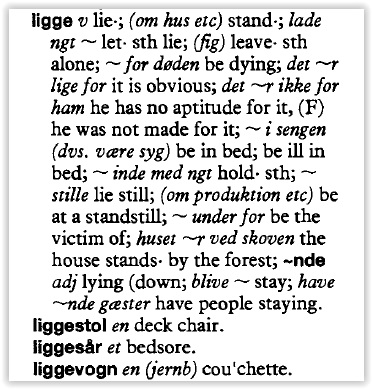 ligge v lie·; (om hus etc) stand·; lade
ngt ~ let· sth lie; (fig) leave· sth
alone; ~ for døden be dying; det ~r
lige for it is obvious; det ~r ikke for
ham he has no aptitude for it, (F)
he was not made for it; ~ i sengen
(dvs. være syg) be in bed; be ill in
bed; ~ inde med ngt hold· sth; ~
stille lie still; (om produktion etc) be
at a standstill; ~ under for be the
victim of; huset ~r ved skoven the
house stands· by the forest; ~nde
adj lying (down; blive ~ stay; have
~nde gæster have people staying.
liggestol en deck chair.
liggesår et bedsore.
liggevogn en (jernb) cou'chette.